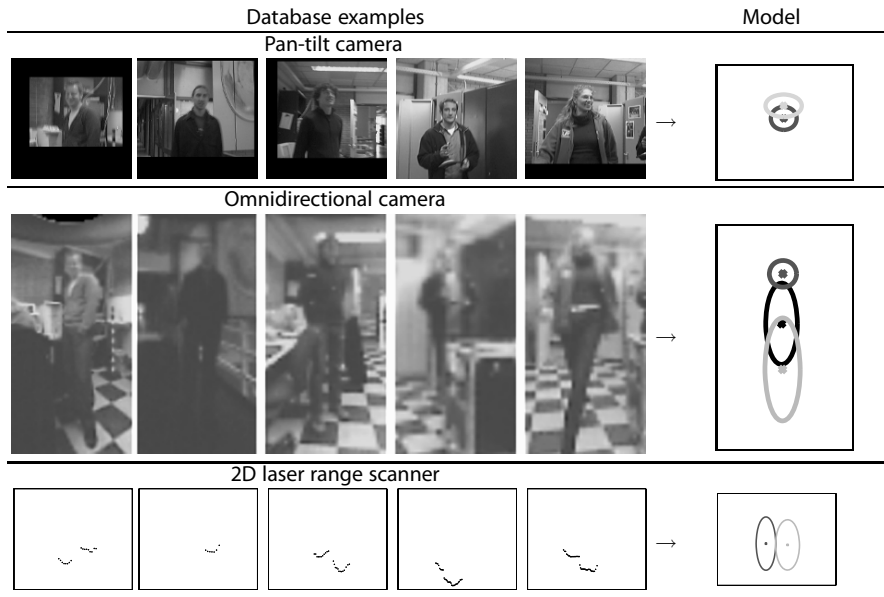 Database examples Model
Pan-tilt camera
→
Omnidirectional camera
→
2D laser range scanner
→